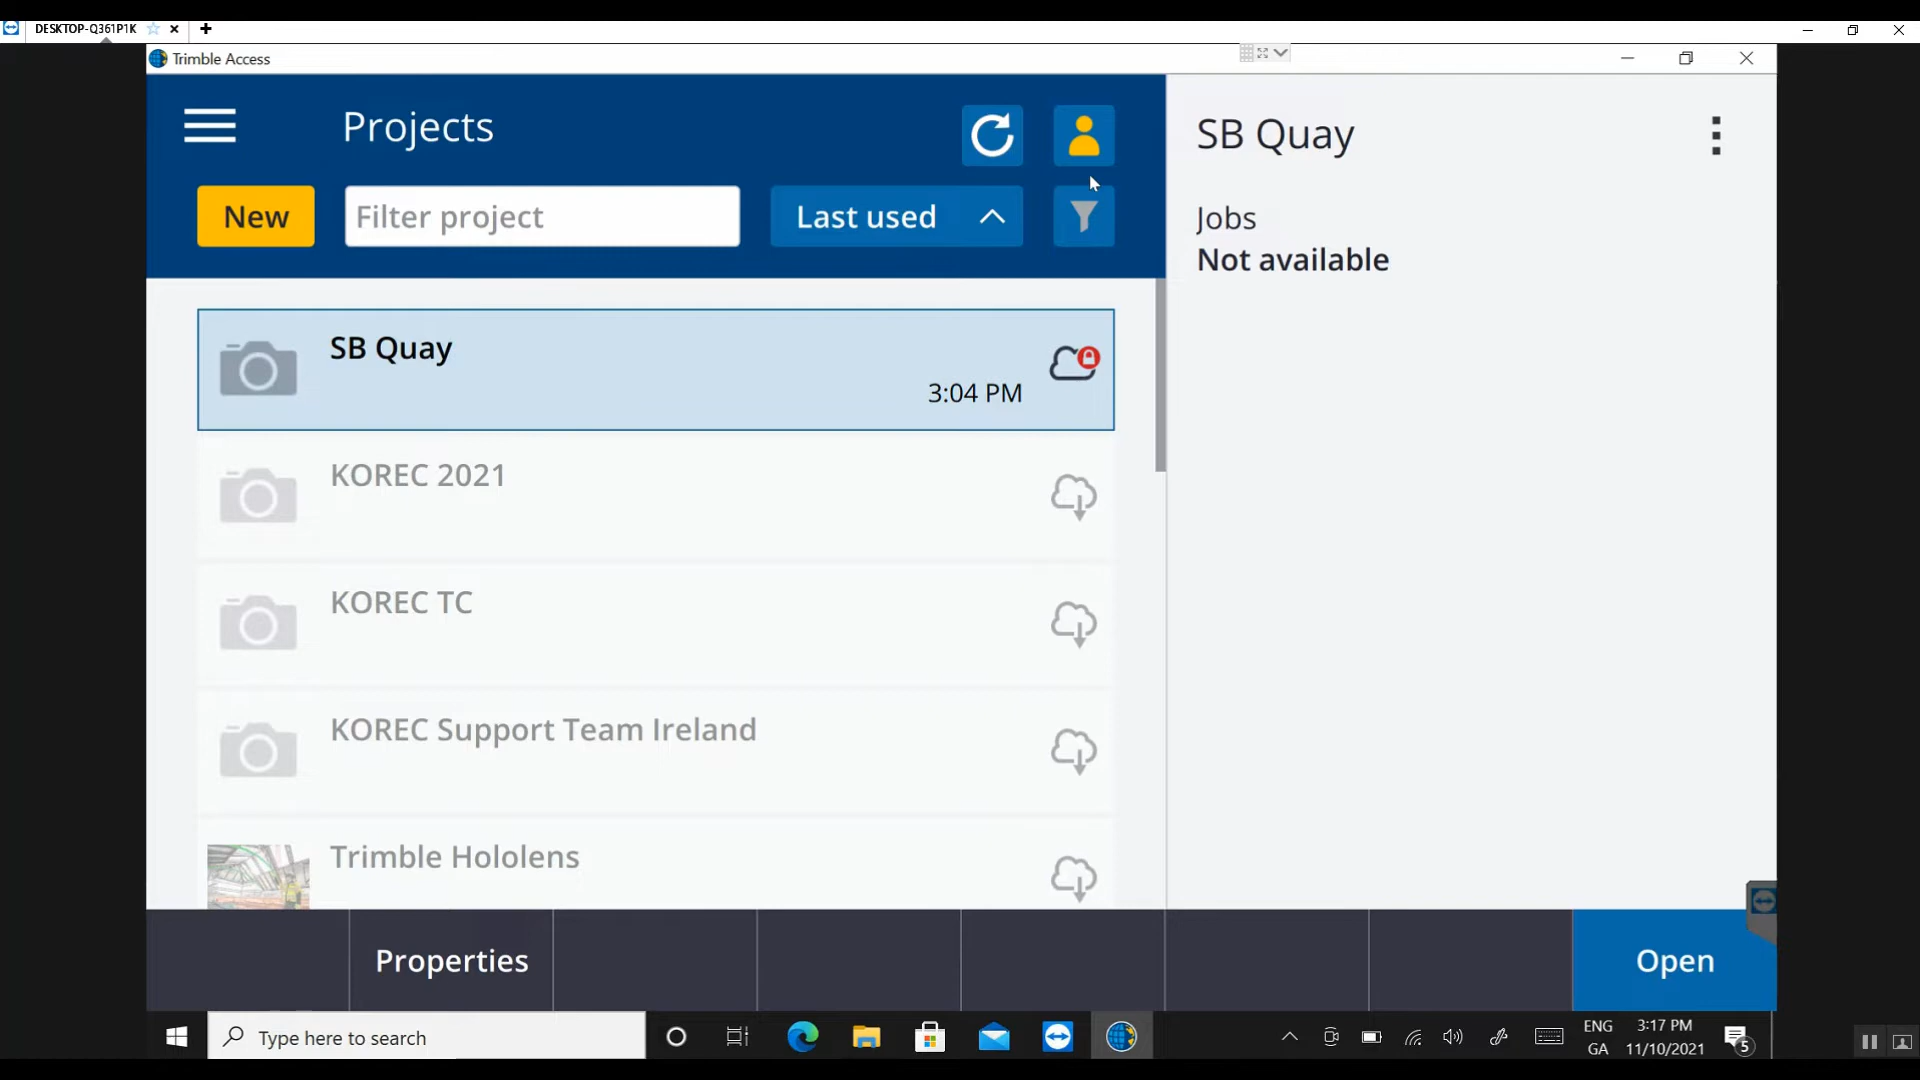 DESKTOP-Q361P1K
Trimble Access
Projects
New
Filter project
Last used
SB Quay
3:04 PM
KOREC 2021
KOREC TC
KOREC Support Team Ireland
Trimble Hololens
SB Quay
Jobs
Not available
Properties
Open
Type here to search
ENG
GA
3:17 PM
11/10/2021
5